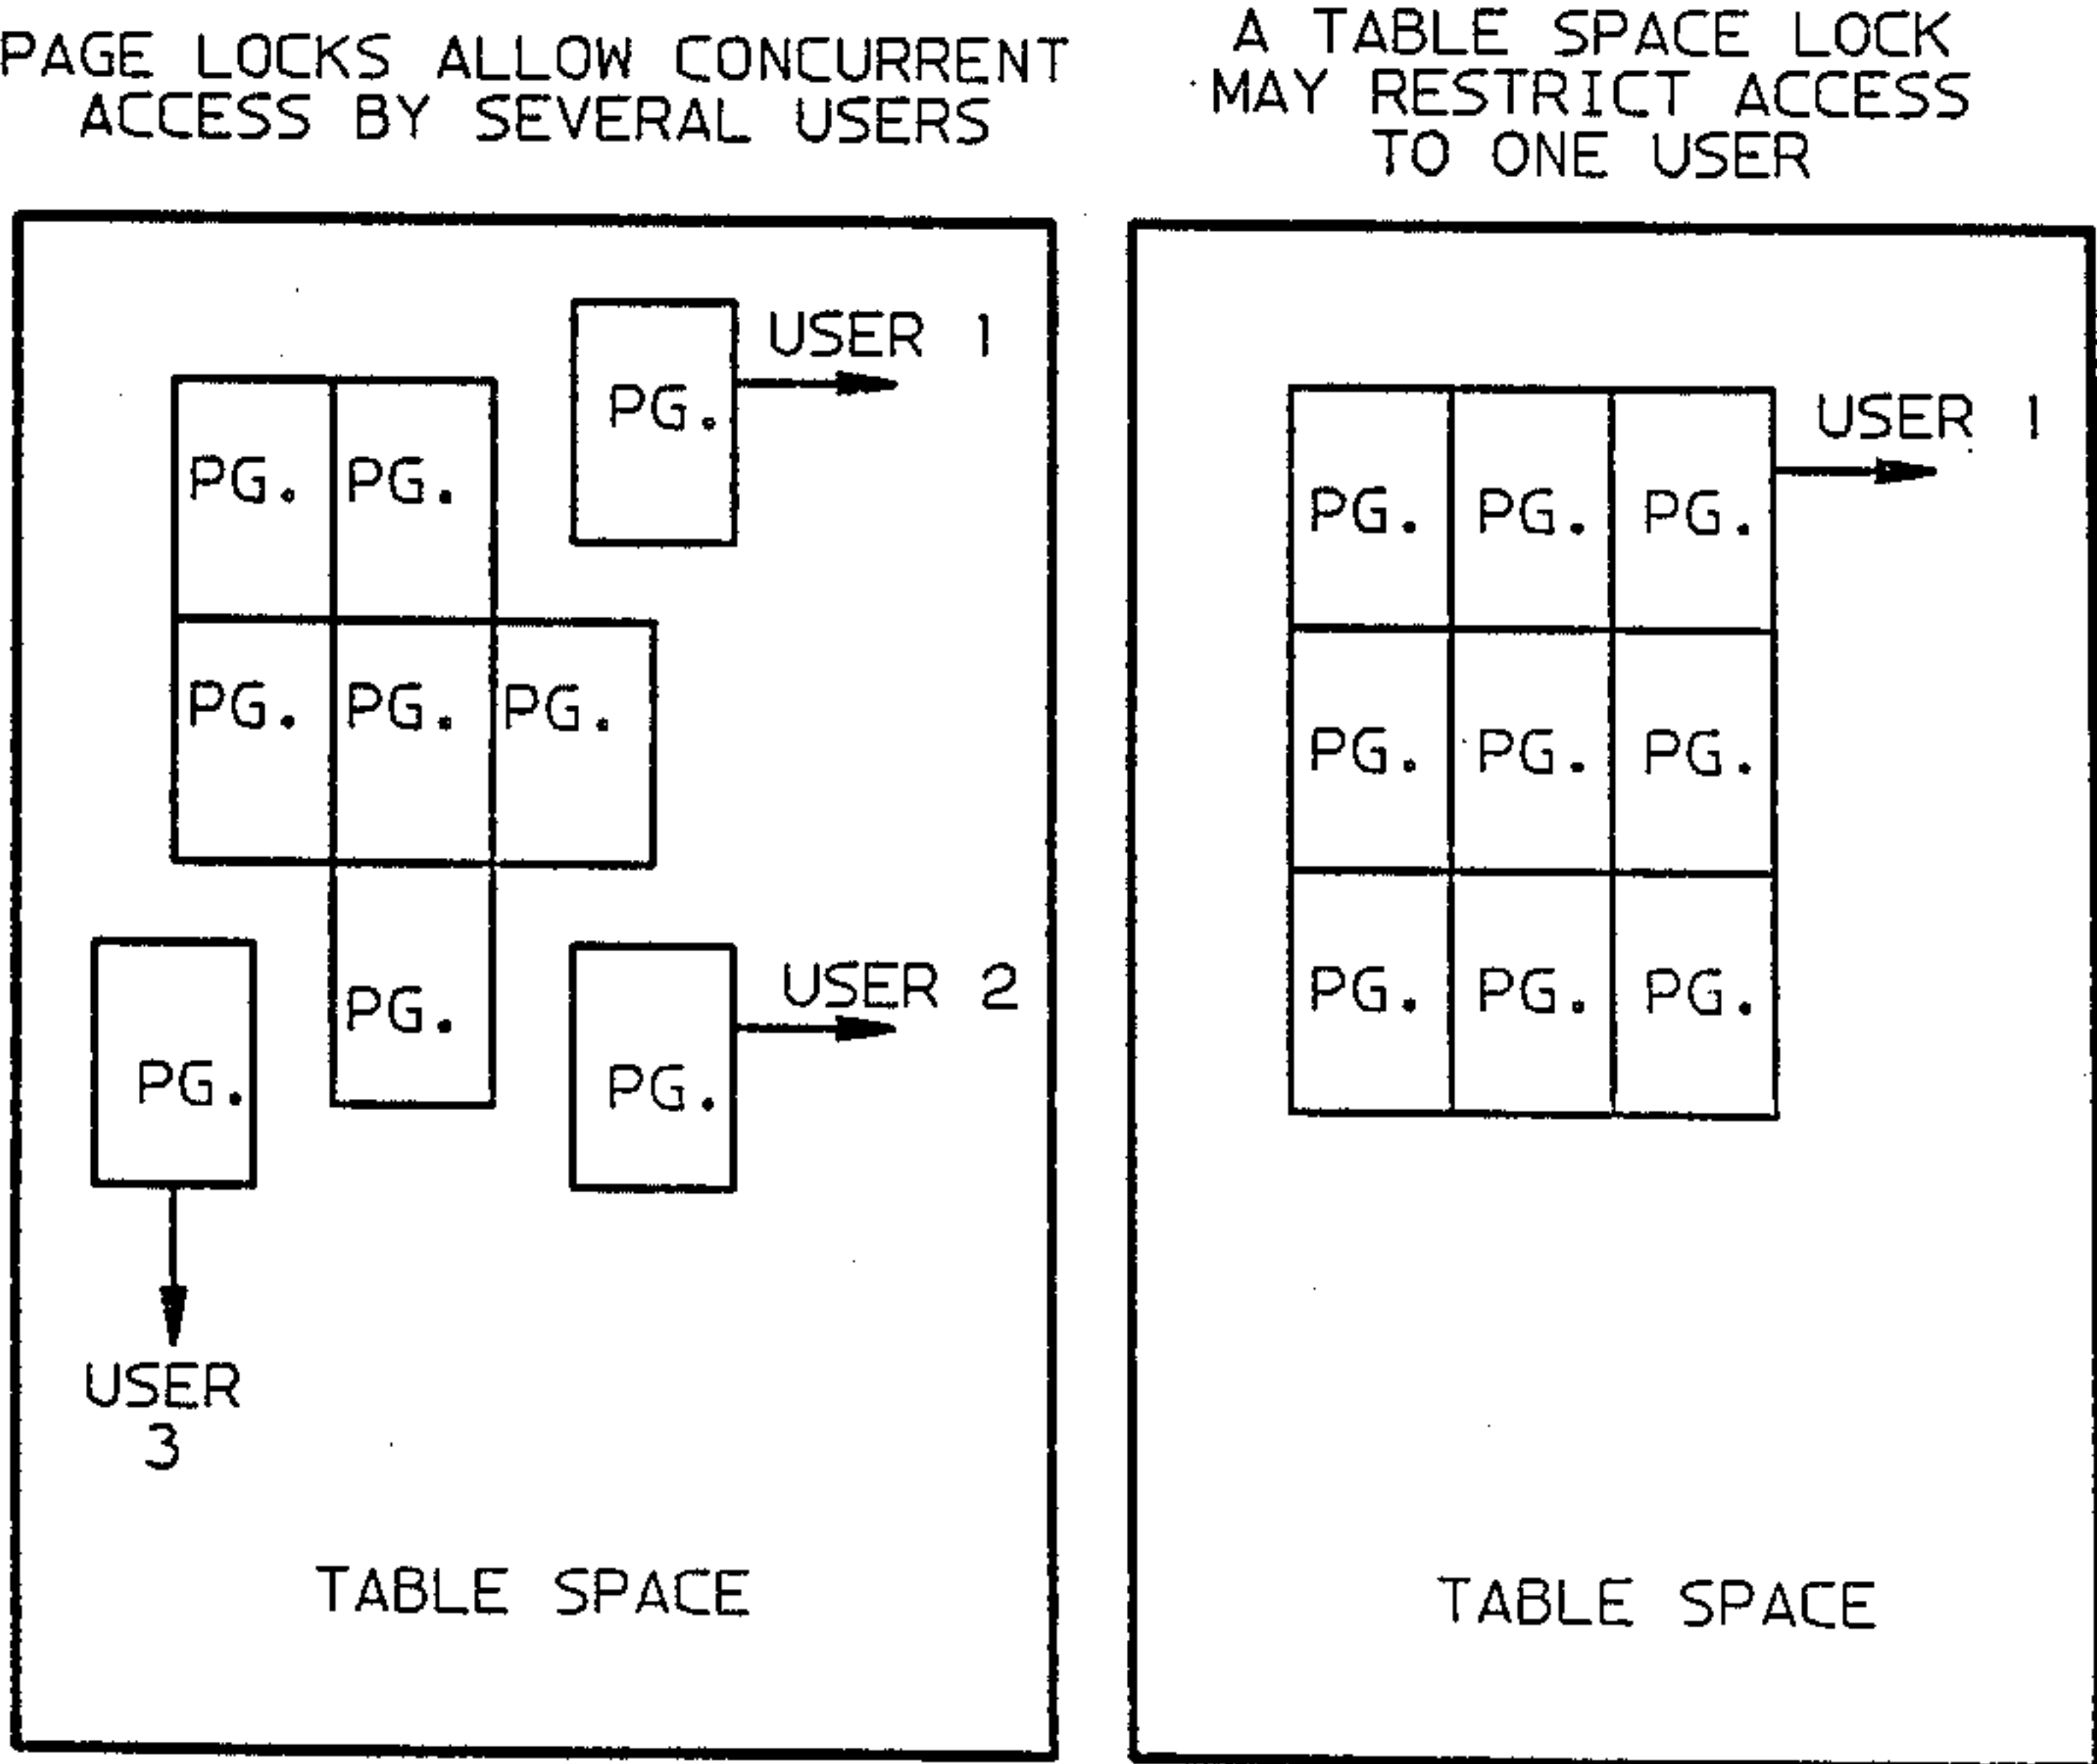 PAGE LOCKS ALLOW CONCURRENT
ACCESS BY SEVERAL USERS
USER 1
PG.
PG. PG.
PG. PG. PG.
PG.
PG.
USER 2
PG.
USER
3
TABLE SPACE
A TABLE SPACE LOCK
MAY RESTRICT ACCESS
TO ONE USER
USER 1
PG. PG. PG.
PG. PG. PG.
PG. PG. PG.
TABLE SPACE